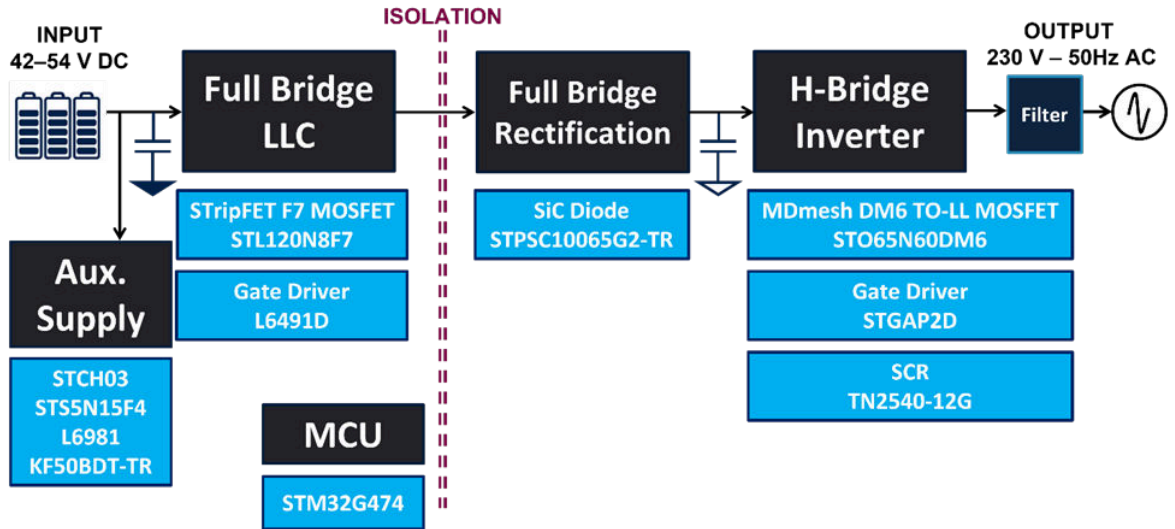 ISOLATION
INPUT
42–54 V DC
OUTPUT
230 V – 50Hz AC
Full Bridge
LLC
Full Bridge
Rectification
H-Bridge
Inverter
Filter
STripFET F7 MOSFET
STL120N8F7
SiC Diode
STPSC10065G2-TR
MDmesh DM6 TO-LL MOSFET
STO65N60DM6
Aux.
Supply
Gate Driver
L6491D
Gate Driver
STGAP2D
STCH03
STS5N15F4
L6981
KF50BDT-TR
SCR
TN2540-12G
MCU
STM32G474